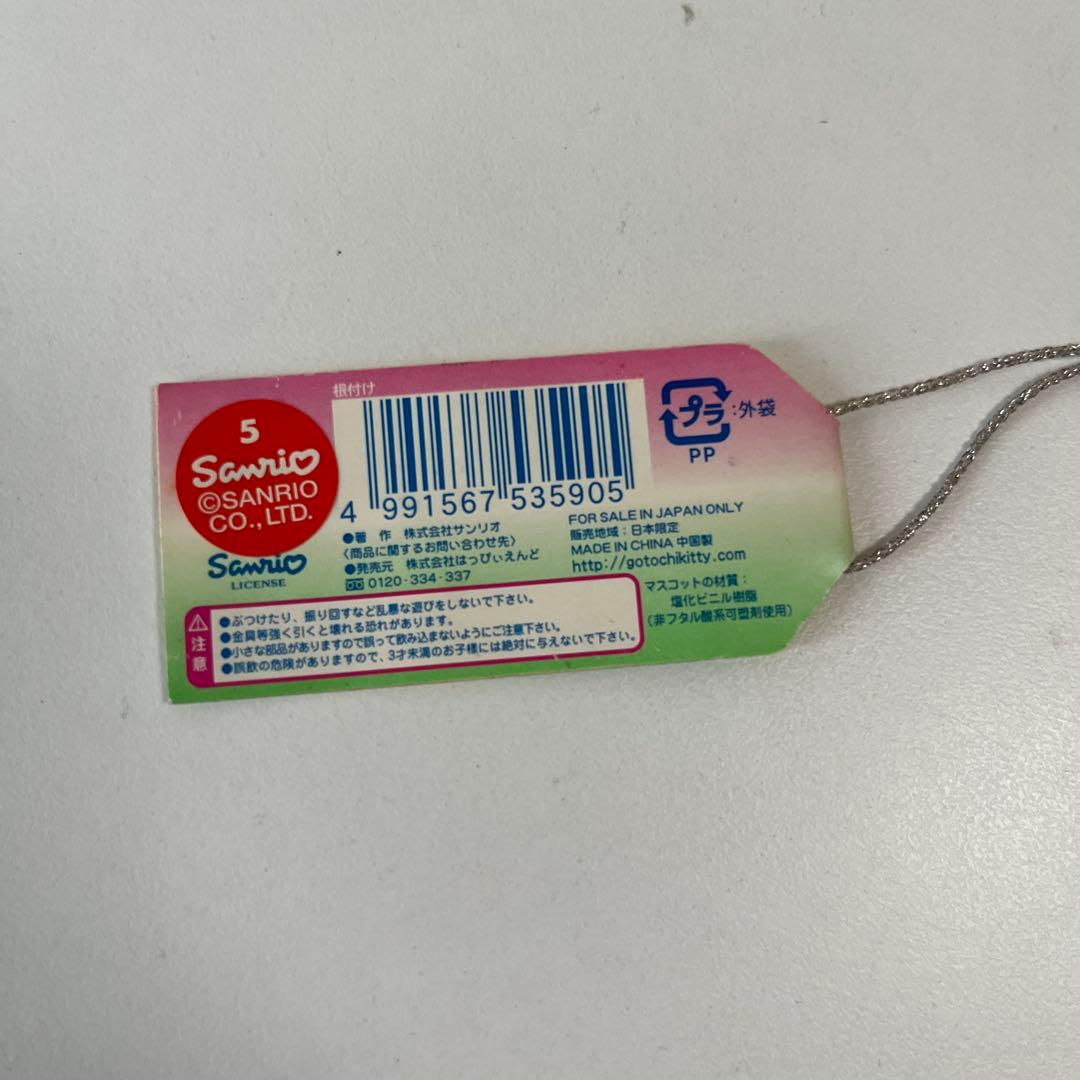 根付け
5
Sanrio
©SANRIO
CO., LTD.
Sanrio
LICENSE
4 991567 535905
プラ:外袋
PP
●著 作 株式会社サンリオ
〈商品に関するお問い合わせ先〉
●発売元 株式会社はっぴぃえんど
0120-334-337
FOR SALE IN JAPAN ONLY
販売地域:日本限定
MADE IN CHINA 中国製
http://gotochikitty.com
マスコットの材質:
塩化ビニル樹脂
(非フタル酸系可塑剤使用)
注意
●ぶつけたり、振り回すなど乱暴な遊びをしないで下さい。
●金具等強く引くと壊れる恐れがあります。
●小さな部品がありますので誤って飲み込まないようにご注意下さい。
●誤飲の危険がありますので、3才未満のお子様には絶対に与えないで下さい。